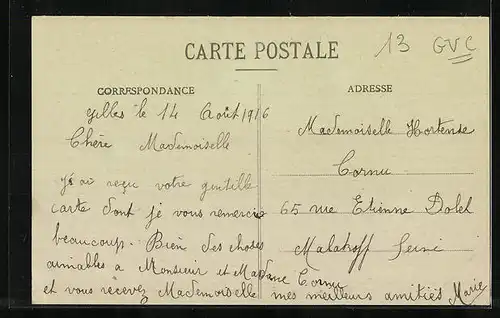 CARTE POSTALE
13 GVC
CORRESPONDANCE
Gilles le 14 Août 1916
Chère Mademoiselle
J'ai reçu votre gentille
carte dont je vous remercie
beaucoup. Bien des choses
aimables a Monsieur et Madame Cornu
et vous recevez Mademoiselle mes meilleurs amitiés Marie
ADRESSE
Mademoiselle Hortense
Cornu
65 rue Etienne Dolet
Malakoff Seine